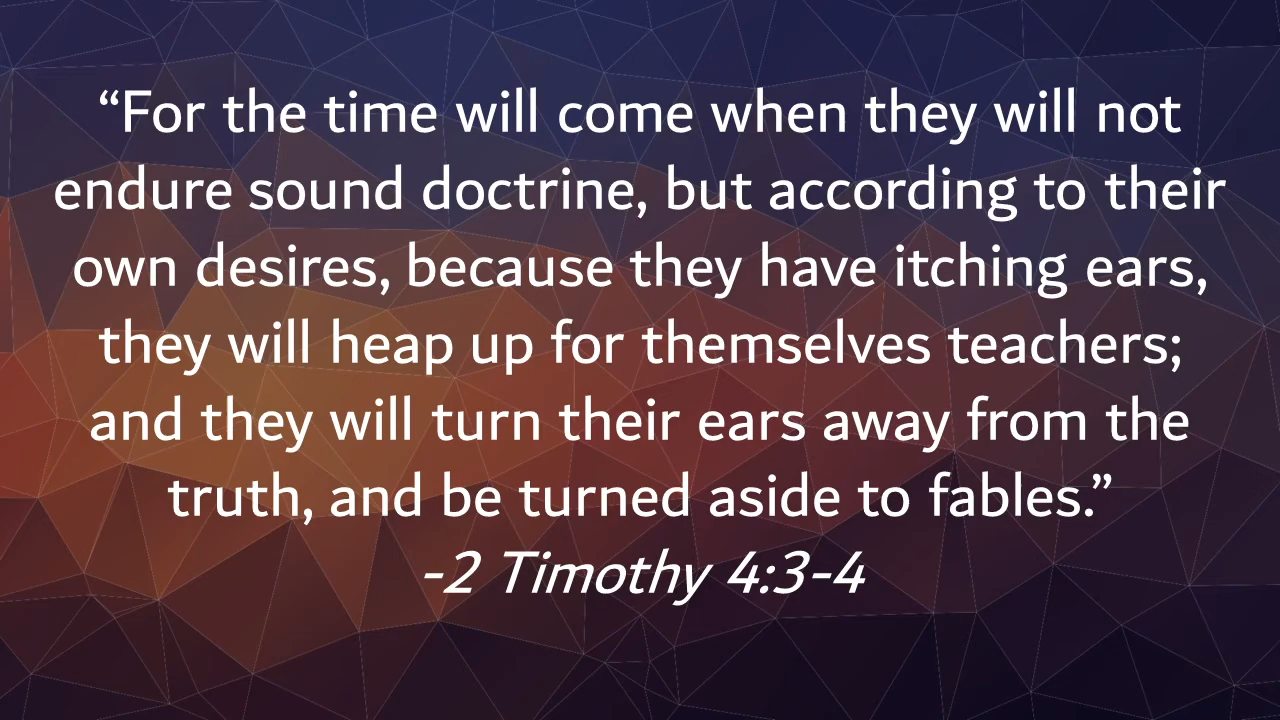 “For the time will come when they will not
endure sound doctrine, but according to their
own desires, because they have itching ears,
they will heap up for themselves teachers;
and they will turn their ears away from the
truth, and be turned aside to fables.”
-2 Timothy 4:3-4